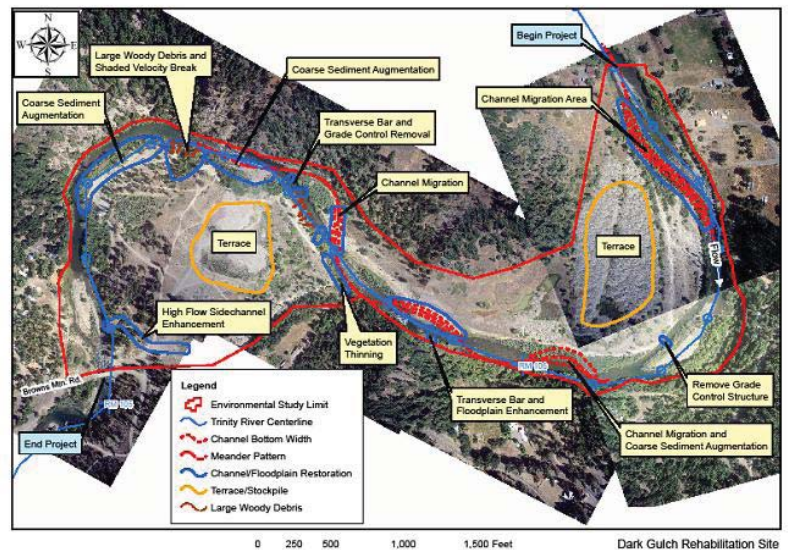 N
W E
S
Large Woody Debris and
Shaded Velocity Break
Coarse Sediment Augmentation
Coarse Sediment
Augmentation
Transverse Bar and
Grade Control Removal
Channel Migration
Begin Project
Channel Migration Area
Terrace
Terrace
Flow
High Flow Sidechannel
Enhancement
Vegetation
Thinning
Transverse Bar and
Floodplain Enhancement
RM 106
Remove Grade
Control Structure
Channel Migration and
Coarse Sediment Augmentation
Browns Mtn. Rd.
RM 105
End Project
Legend
Environmental Study Limit
Trinity River Centerline
Channel Bottom Width
Meander Pattern
Channel/Floodplain Restoration
Terrace/Stockpile
Large Woody Debris
0 250 500 1,000 1,500 Feet
Dark Gulch Rehabilitation Site